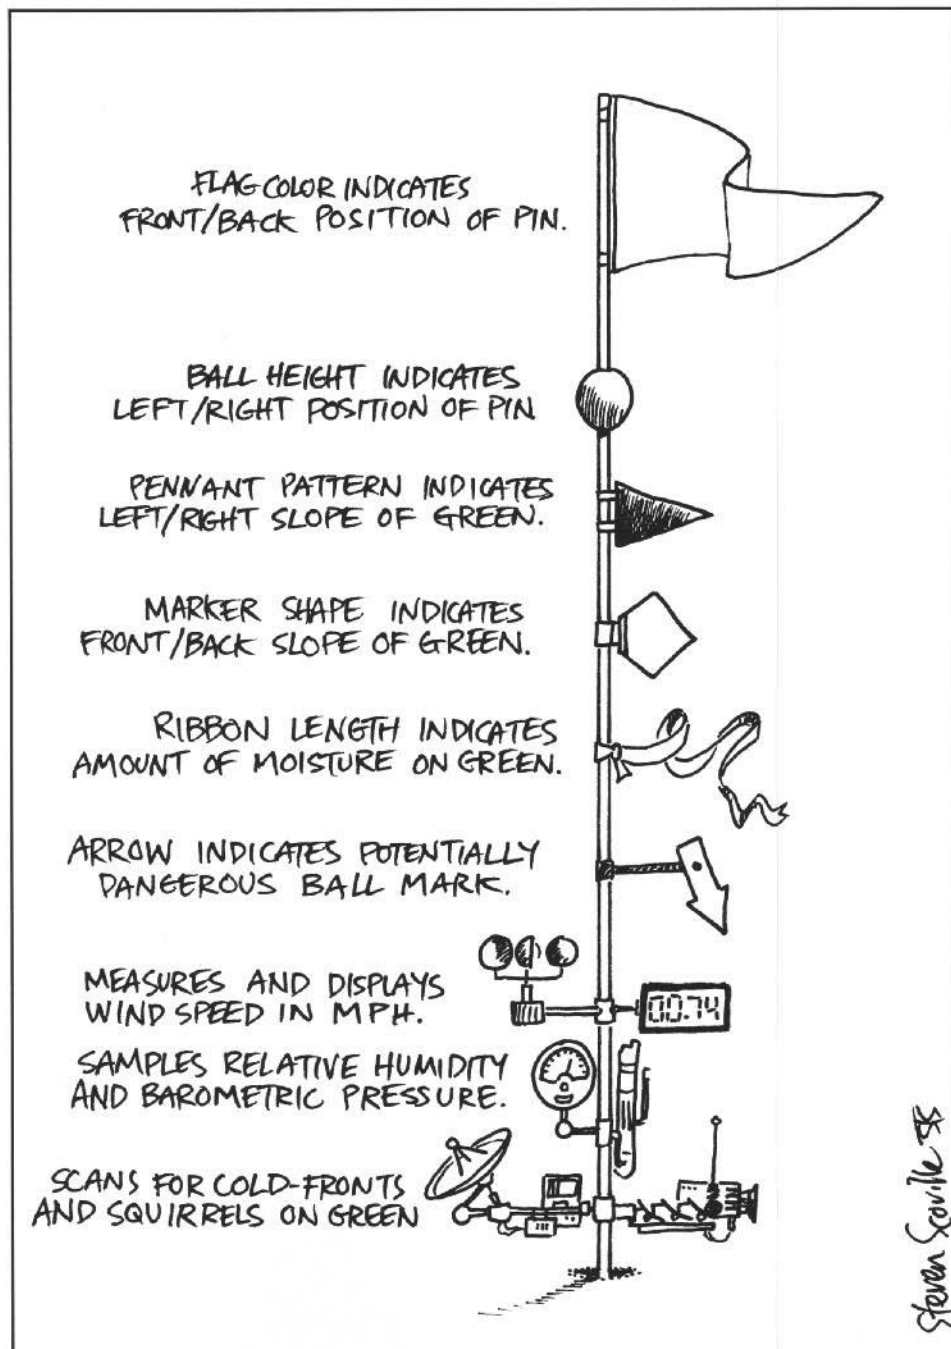 FLAG COLOR INDICATES
FRONT/BACK POSITION OF PIN.
BALL HEIGHT INDICATES
LEFT/RIGHT POSITION OF PIN
PENNANT PATTERN INDICATES
LEFT/RIGHT SLOPE OF GREEN.
MARKER SHAPE INDICATES
FRONT/BACK SLOPE OF GREEN.
RIBBON LENGTH INDICATES
AMOUNT OF MOISTURE ON GREEN.
ARROW INDICATES POTENTIALLY
DANGEROUS BALL MARK.
MEASURES AND DISPLAYS
WIND SPEED IN MPH.
00.74
SAMPLES RELATIVE HUMIDITY
AND BAROMETRIC PRESSURE.
SCANS FOR COLD-FRONTS
AND SQUIRRELS ON GREEN
Steven Scoville